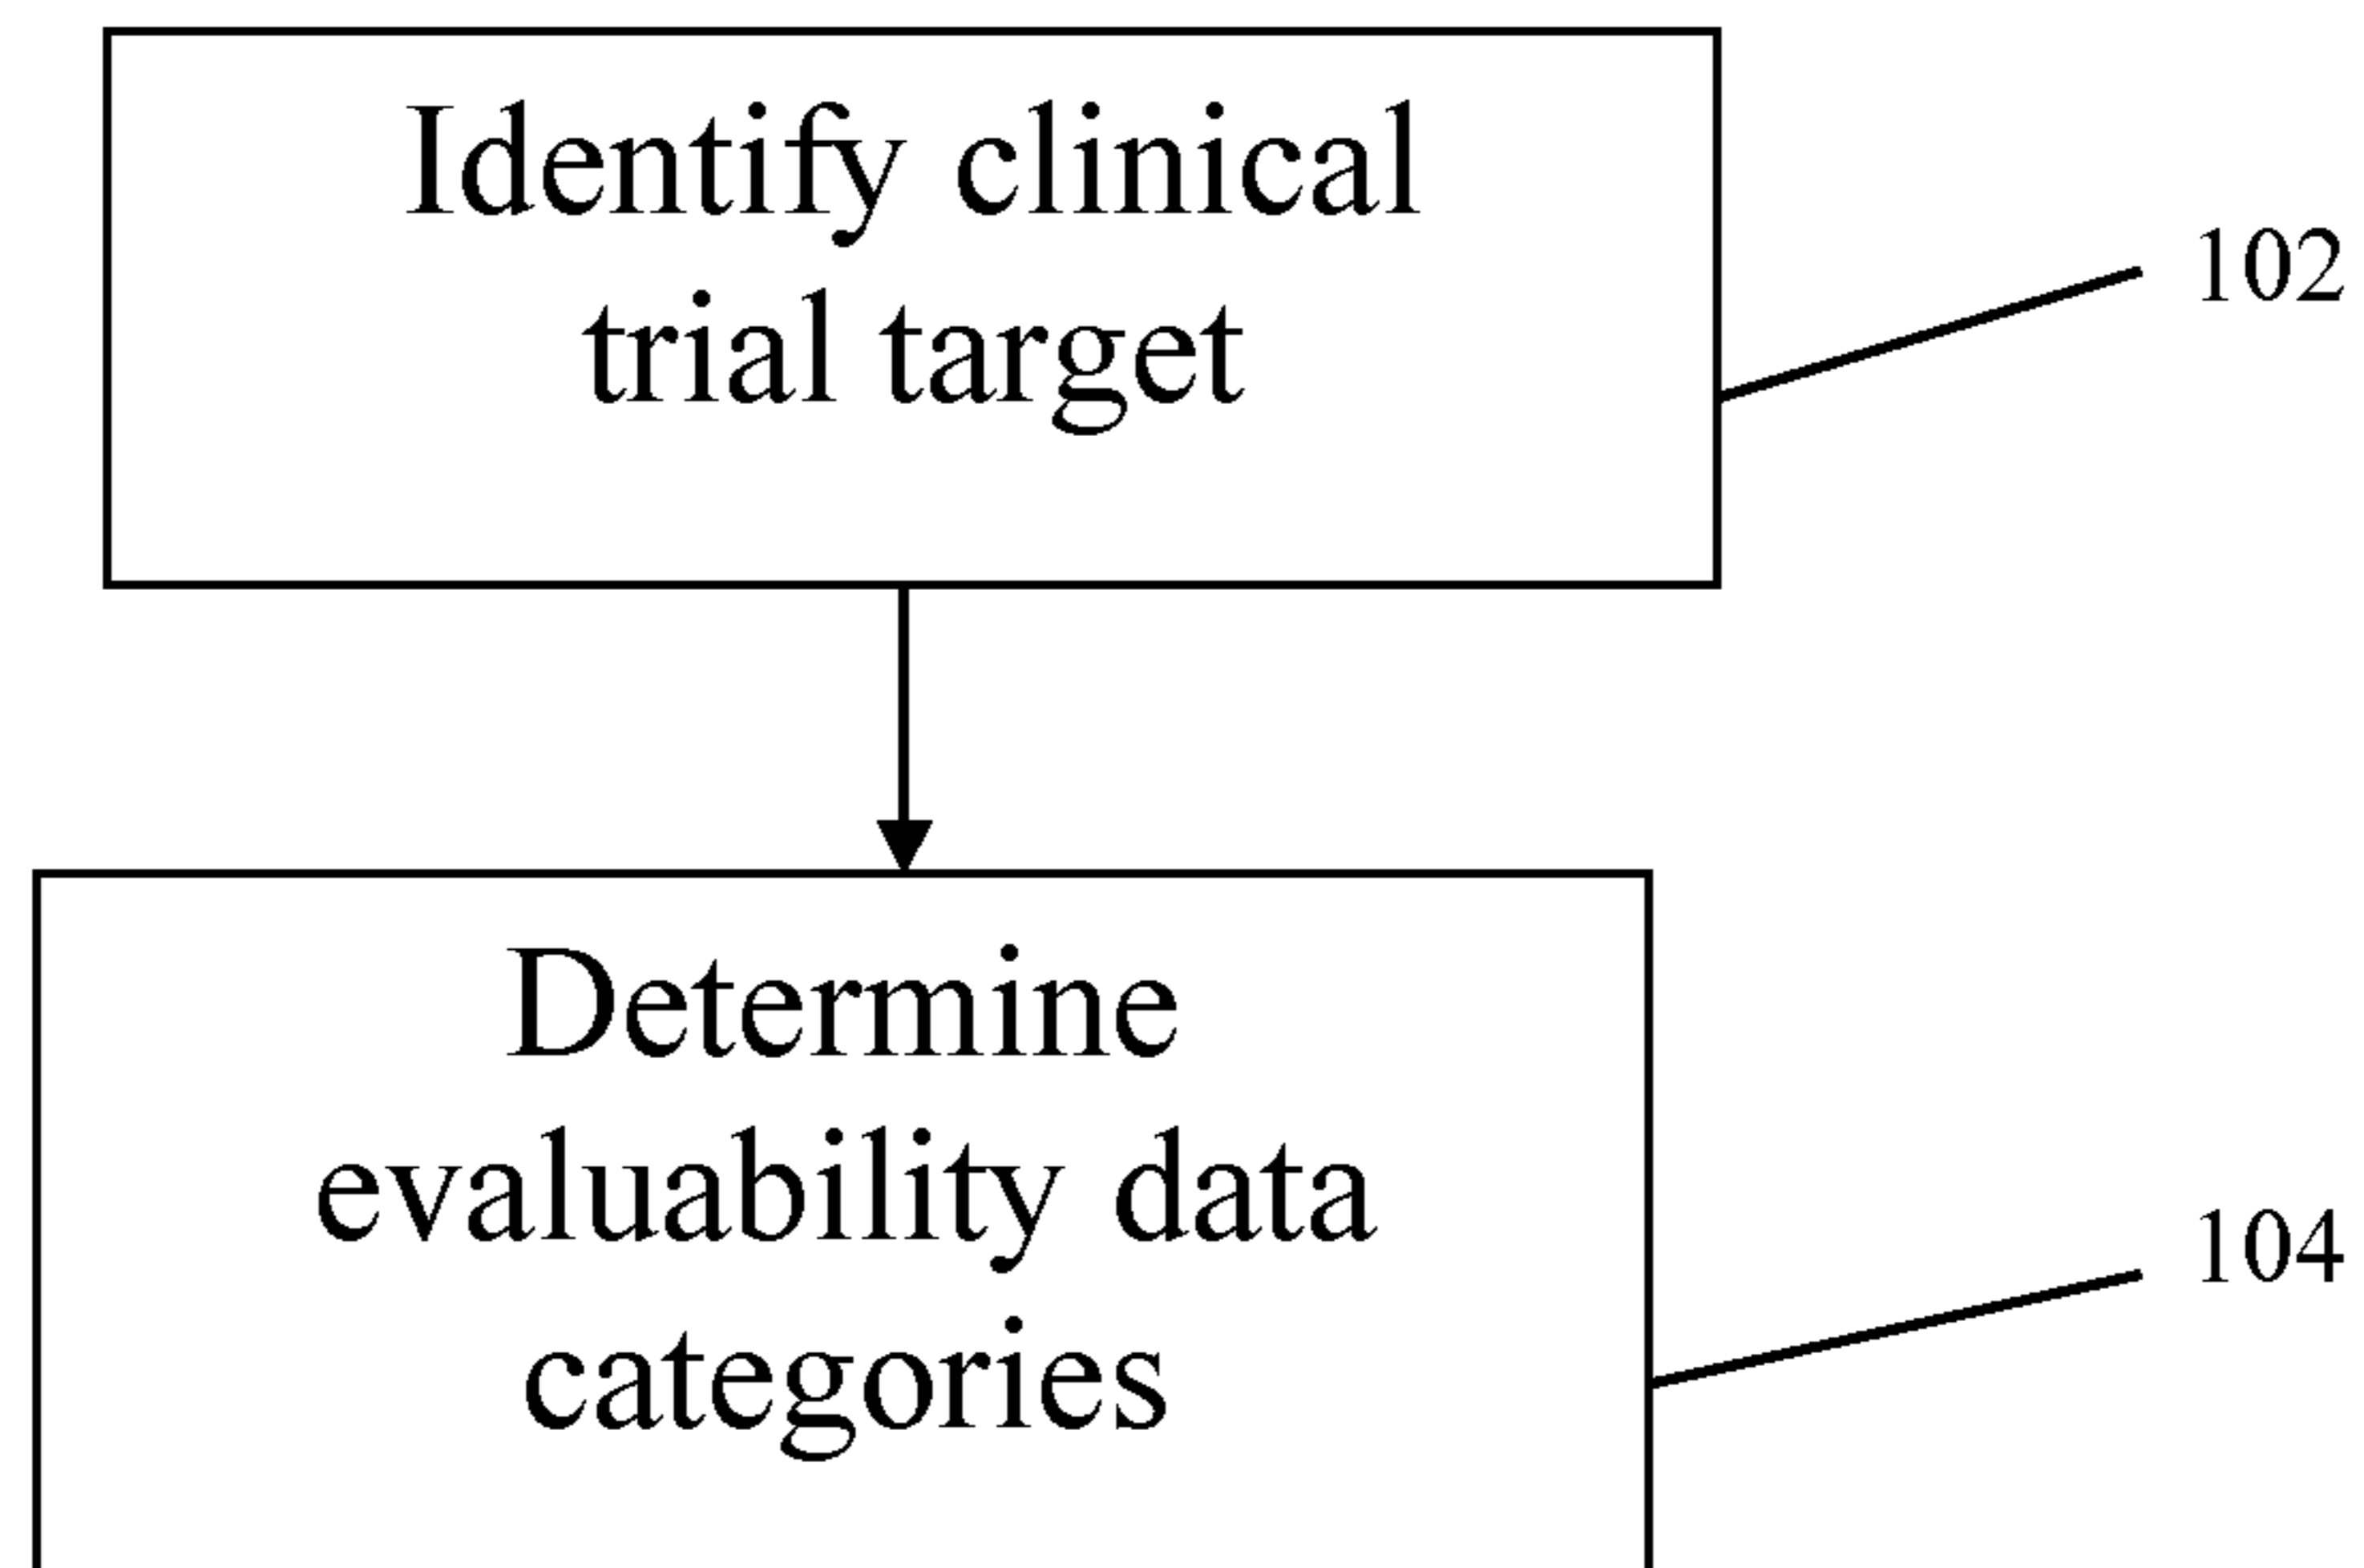 Identify clinical
trial target
102
Determine
evaluability data
categories
104